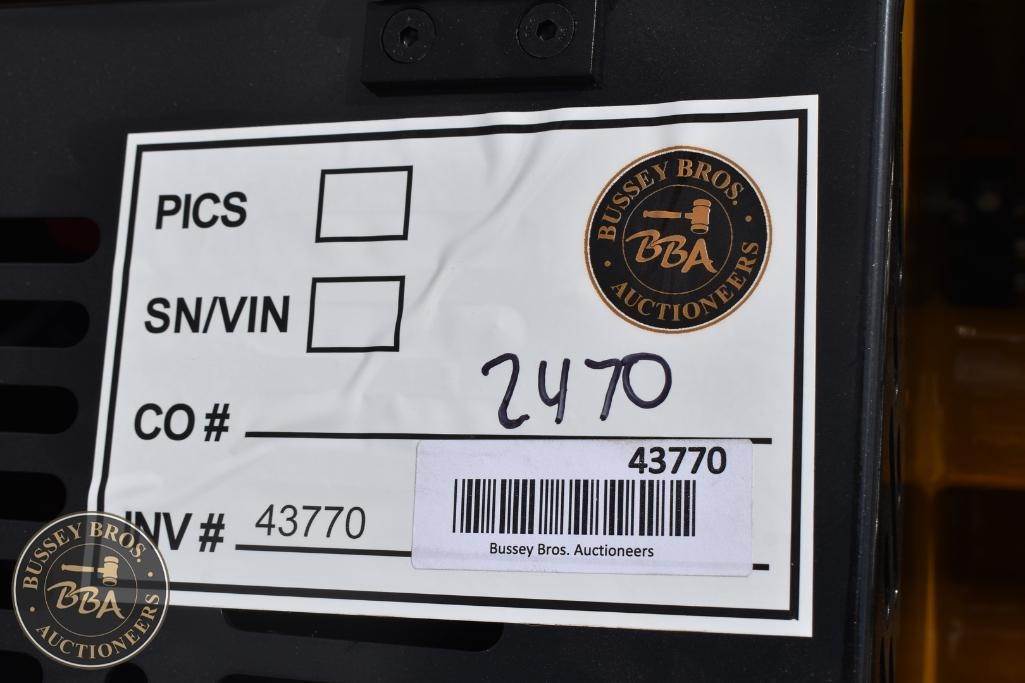 PICS
BUSSEY BROS.
BBA
AUCTIONEERS
SN/VIN
CO # 2470
43770
INV # 43770
Bussey Bros. Auctioneers
BUSSEY BROS.
BBA
AUCTIONEERS